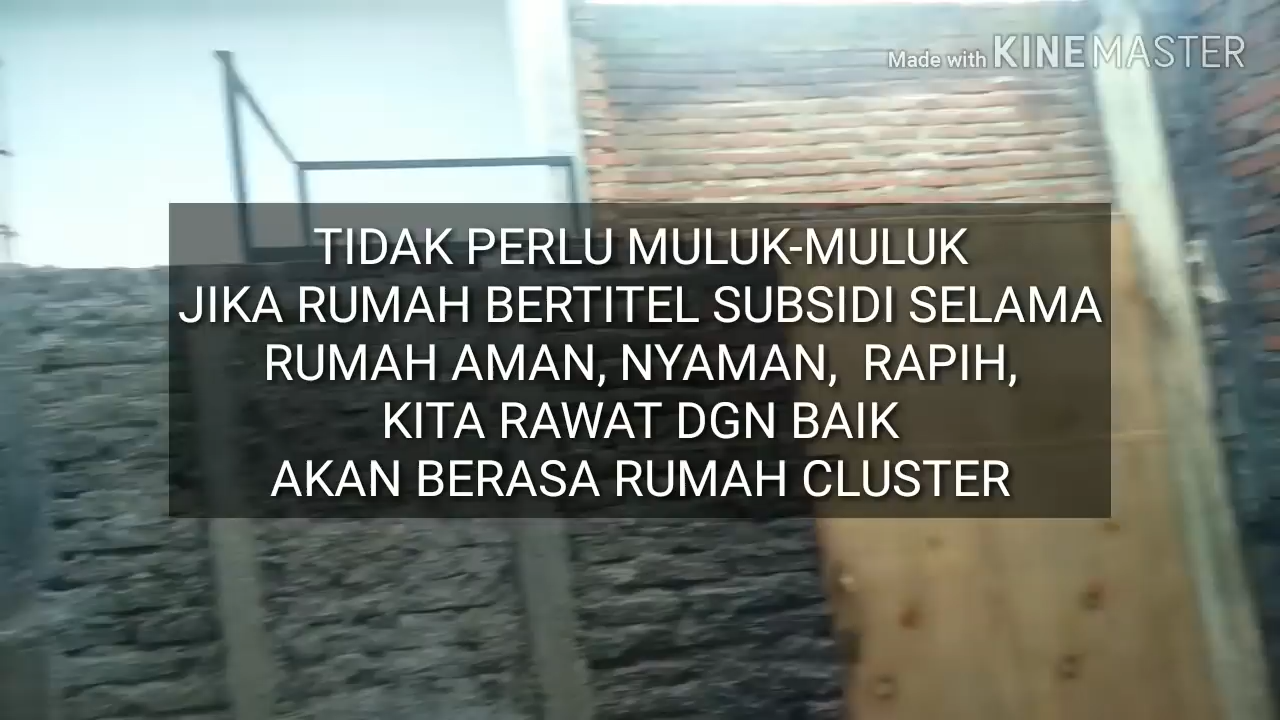 Made with KINEMASTER
TIDAK PERLU MULUK-MULUK
JIKA RUMAH BERTITEL SUBSIDI SELAMA
RUMAH AMAN, NYAMAN, RAPIH,
KITA RAWAT DGN BAIK
AKAN BERASA RUMAH CLUSTER